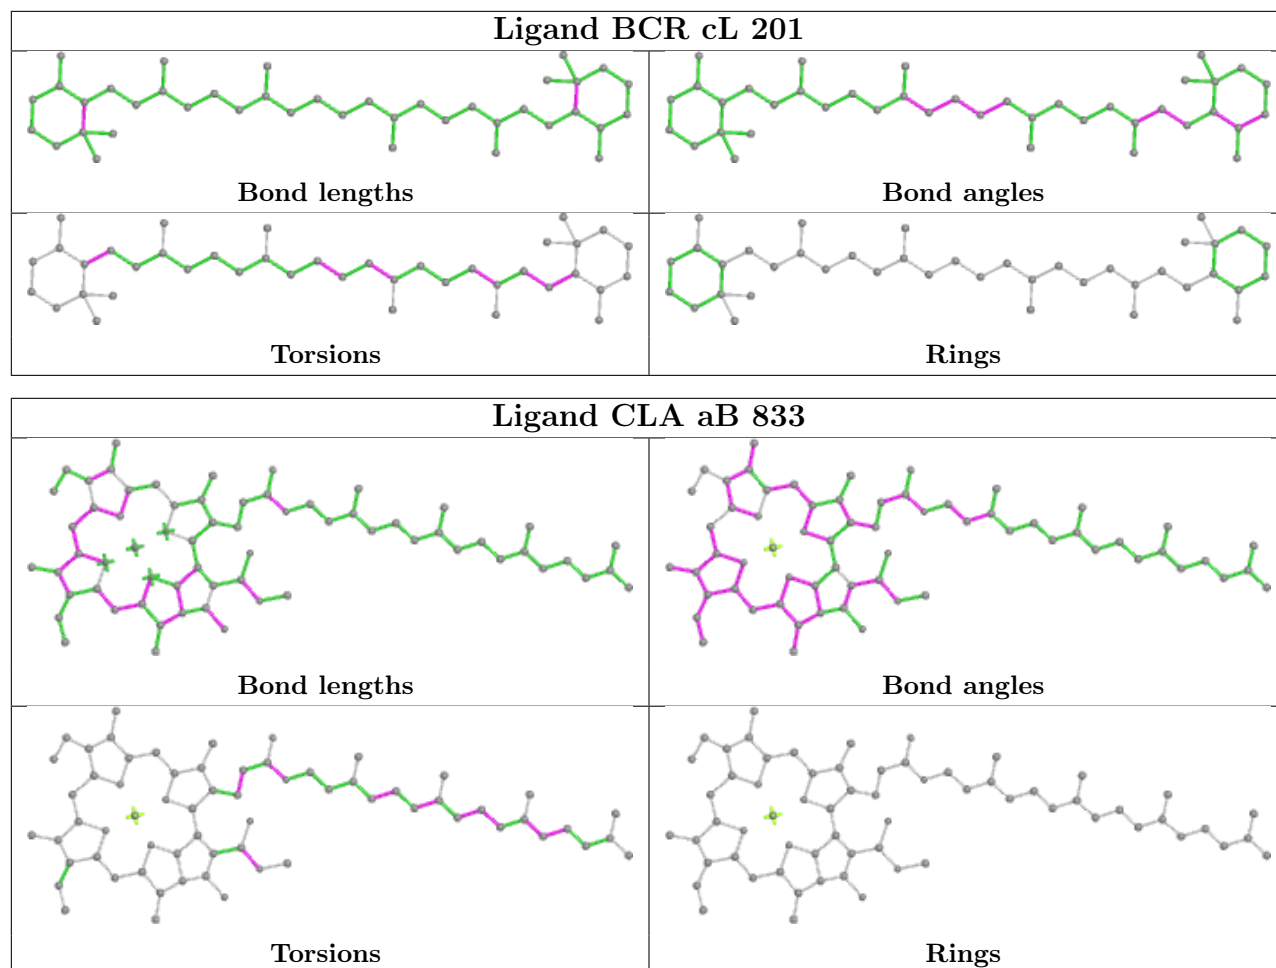 Ligand BCR cL 201
Bond lengths
Bond angles
Torsions
Rings
Ligand CLA aB 833
Bond lengths
Bond angles
Torsions
Rings